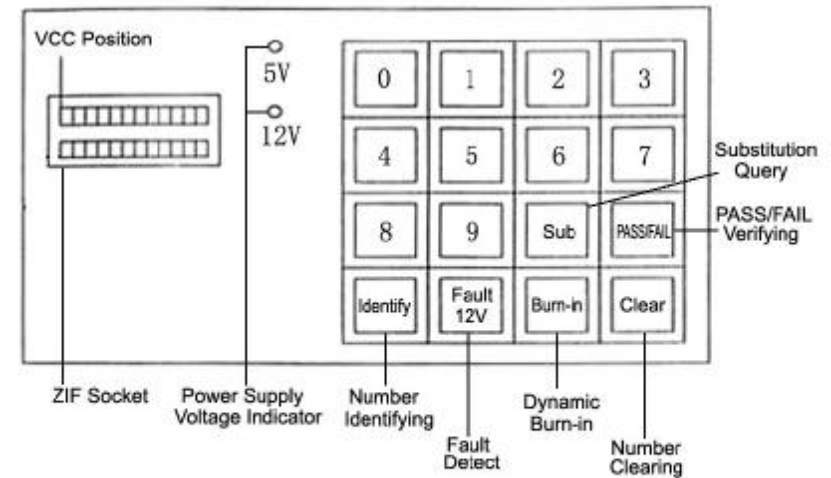 VCC Position
5V
12V
0
1
2
3
4
5
6
7
Substitution
Query
8
9
Sub
PASS/FAIL
PASS/FAIL
Verifying
Identify
Fault
12V
Burn-in
Clear
ZIF Socket
Power Supply
Voltage Indicator
Number
Identifying
Fault
Detect
Dynamic
Burn-in
Number
Clearing